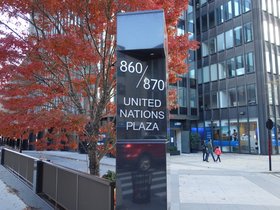 860/
870
UNITED
NATIONS
PLAZA